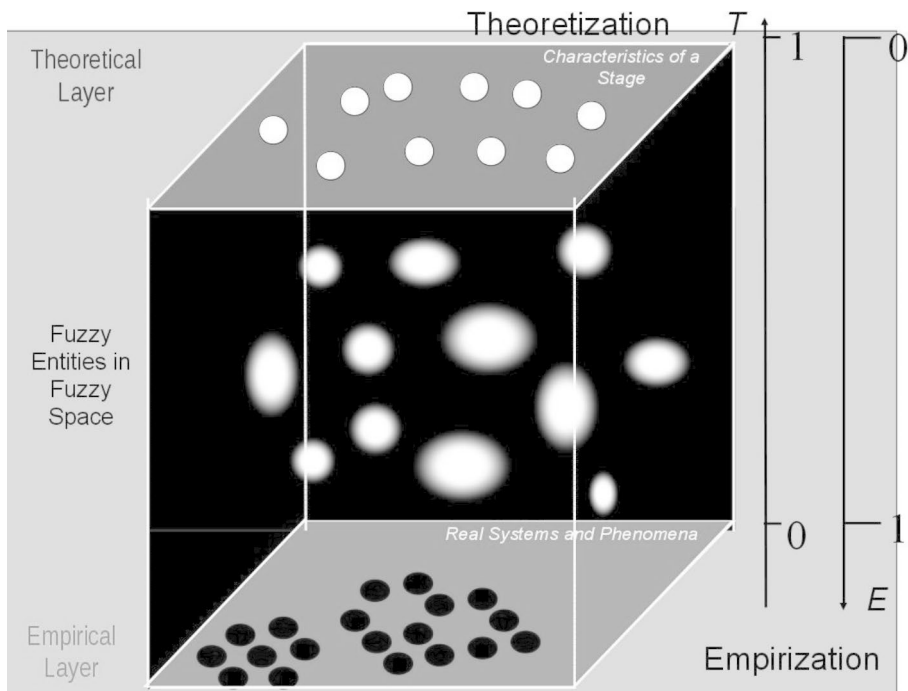 Theoretization
T
1
0
Theoretical
Layer
Characteristics of a
Stage
Fuzzy
Entities in
Fuzzy
Space
Real Systems and Phenomena
0
1
E
Empirical
Layer
Empirization